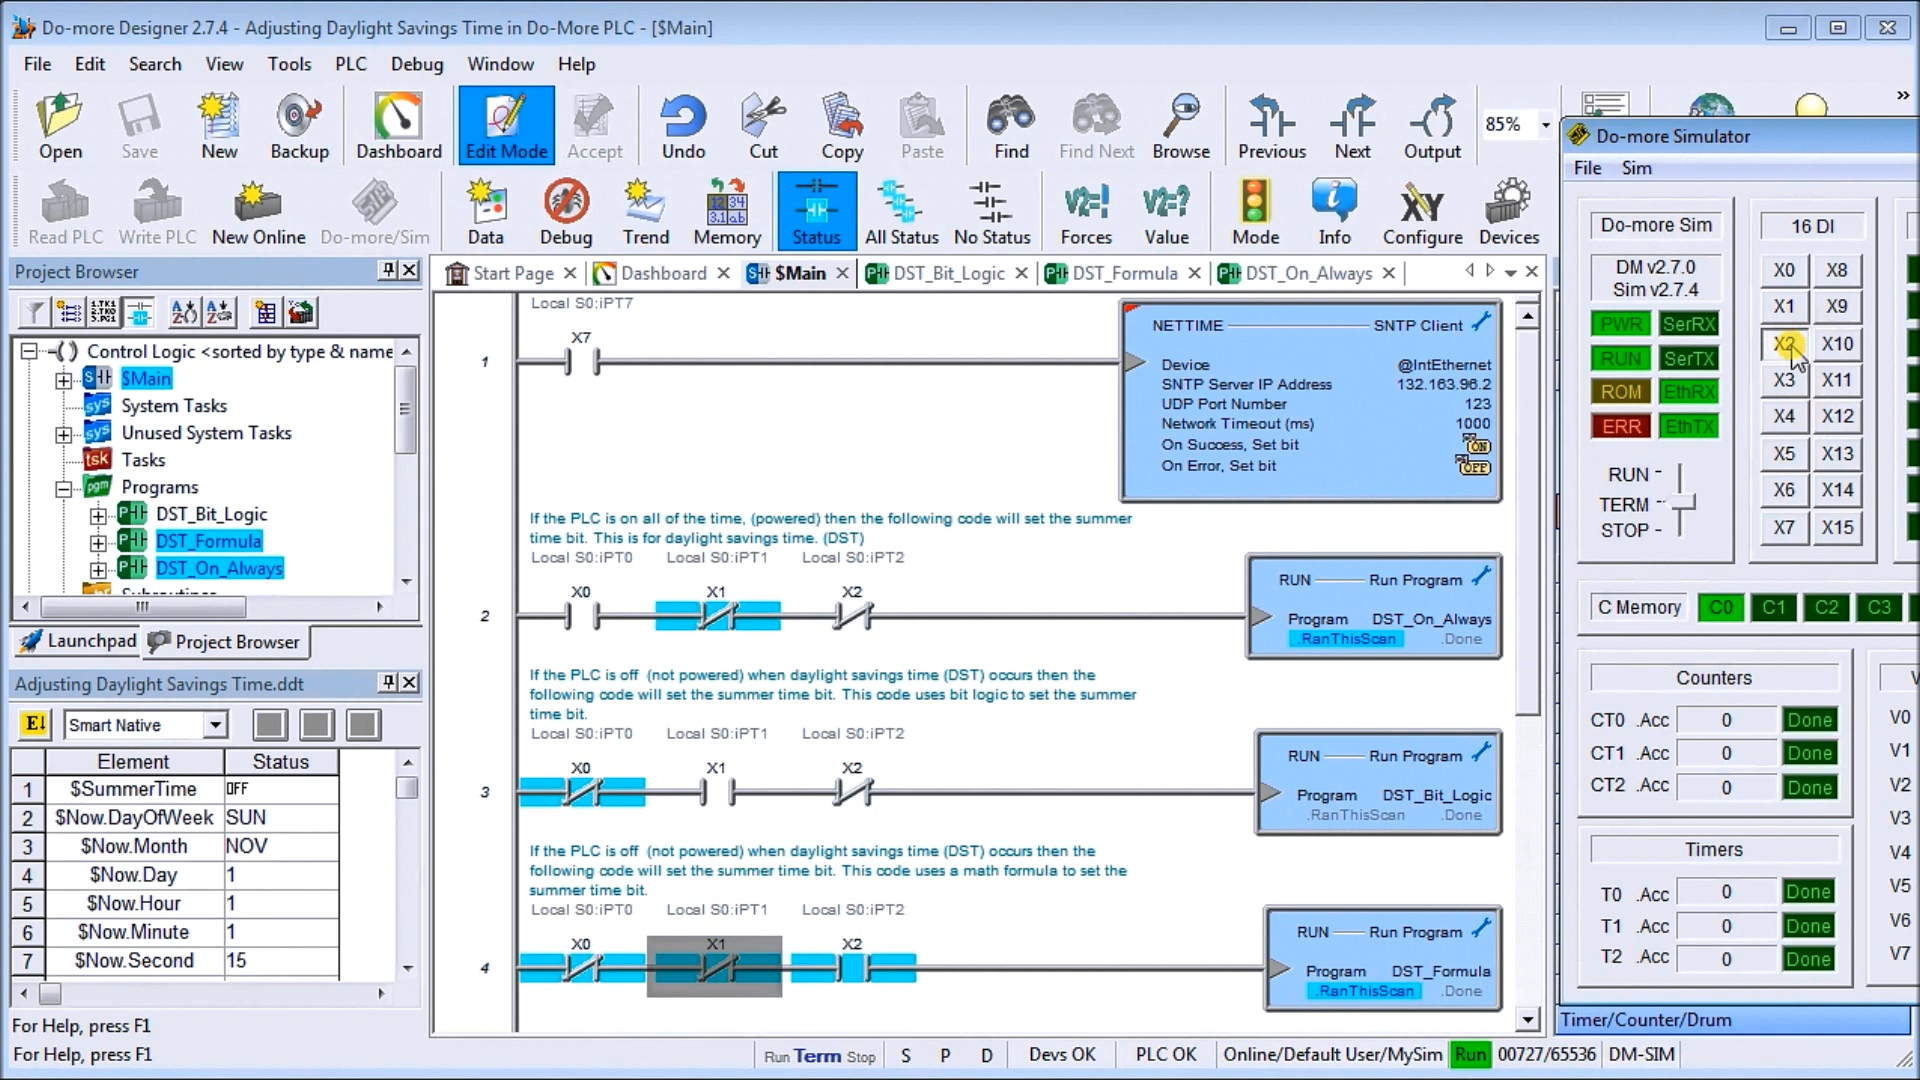 Do-more Designer 2.7.4 - Adjusting Daylight Savings Time in Do-More PLC - [$Main]
File Edit Search View Tools PLC Debug Window Help
Open Save New Backup Dashboard Edit Mode Accept Undo Cut Copy Paste Find Find Next Browse Previous Next Output 85%
Read PLC Write PLC New Online Do-more/Sim Data Debug Trend Memory Status All Status No Status Forces Value Mode Info Configure Devices
Project Browser
Control Logic <sorted by type & name
$Main
System Tasks
Unused System Tasks
Tasks
Programs
DST_Bit_Logic
DST_Formula
DST_On_Always
Launchpad Project Browser
Adjusting Daylight Savings Time.ddt
Smart Native
Element Status
1 $SummerTime OFF
2 $Now.DayOfWeek SUN
3 $Now.Month NOV
4 $Now.Day 1
5 $Now.Hour 1
6 $Now.Minute 1
7 $Now.Second 15
For Help, press F1
For Help, press F1
Start Page Dashboard $Main DST_Bit_Logic DST_Formula DST_On_Always
Local S0:iPT7
X7
1
NETTIME SNTP Client
Device @IntEthernet
SNTP Server IP Address 132.163.96.2
UDP Port Number 123
Network Timeout (ms) 1000
On Success, Set bit ON
On Error, Set bit OFF
If the PLC is on all of the time, (powered) then the following code will set the summer
time bit. This is for daylight savings time. (DST)
Local S0:iPT0 Local S0:iPT1 Local S0:iPT2
X0 X1 X2
2
RUN Run Program
Program DST_On_Always
.RanThisScan .Done
If the PLC is off (not powered) when daylight savings time (DST) occurs then the
following code will set the summer time bit. This code uses bit logic to set the summer
time bit.
Local S0:iPT0 Local S0:iPT1 Local S0:iPT2
X0 X1 X2
3
RUN Run Program
Program DST_Bit_Logic
.RanThisScan .Done
If the PLC is off (not powered) when daylight savings time (DST) occurs then the
following code will set the summer time bit. This code uses a math formula to set the
summer time bit.
Local S0:iPT0 Local S0:iPT1 Local S0:iPT2
X0 X1 X2
4
RUN Run Program
Program DST_Formula
.RanThisScan .Done
Run Term Stop S P D Devs OK PLC OK Online/Default User/MySim Run 00727/65536 DM-SIM
Do-more Simulator
File Sim
Do-more Sim
DM v2.7.0
Sim v2.7.4
PWR SerRX
RUN SerTX
ROM EthRX
ERR EthTX
RUN
TERM
STOP
16 DI
X0 X8
X1 X9
X2 X10
X3 X11
X4 X12
X5 X13
X6 X14
X7 X15
C Memory C0 C1 C2 C3
Counters
CT0 .Acc 0 Done
CT1 .Acc 0 Done
CT2 .Acc 0 Done
Timers
T0 .Acc 0 Done
T1 .Acc 0 Done
T2 .Acc 0 Done
V0
V1
V2
V3
V4
V5
V6
V7
Timer/Counter/Drum